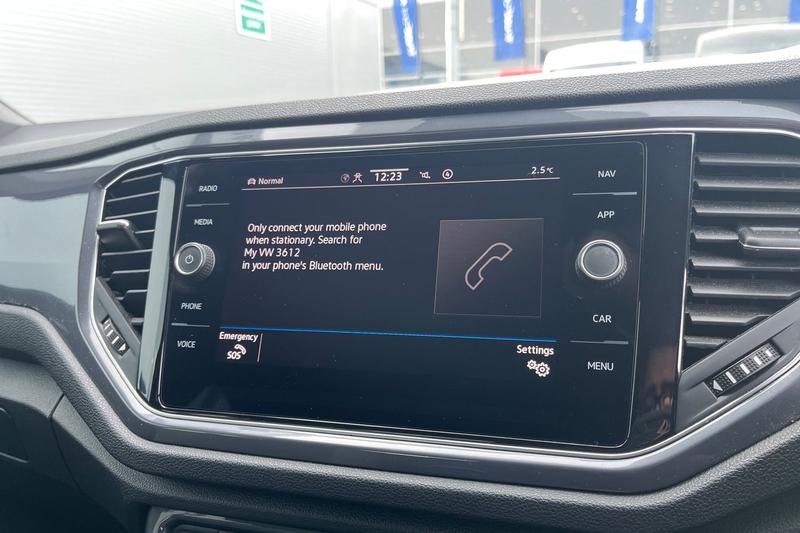 Normal
12:23
2.5°C
RADIO
MEDIA
PHONE
VOICE
Only connect your mobile phone
when stationary. Search for
My VW 3612
in your phone's Bluetooth menu.
Emergency
SOS
Settings
NAV
APP
CAR
MENU